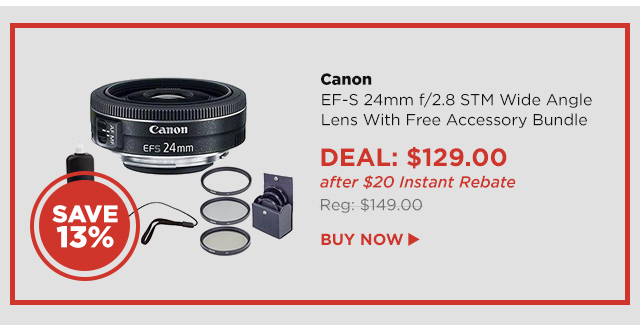 Canon
EF-S 24mm f/2.8 STM Wide Angle
Lens With Free Accessory Bundle
DEAL: $129.00
after $20 Instant Rebate
Reg: $149.00
BUY NOW
Canon
EFS 24mm
SAVE
13%